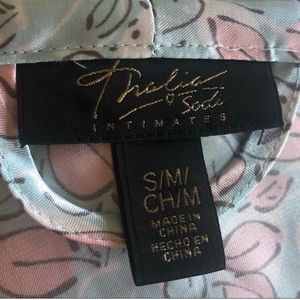 Thalia
Sodi
INTIMATES
S/M/
CH/M
MADE IN
CHINA
HECHO EN
CHINA